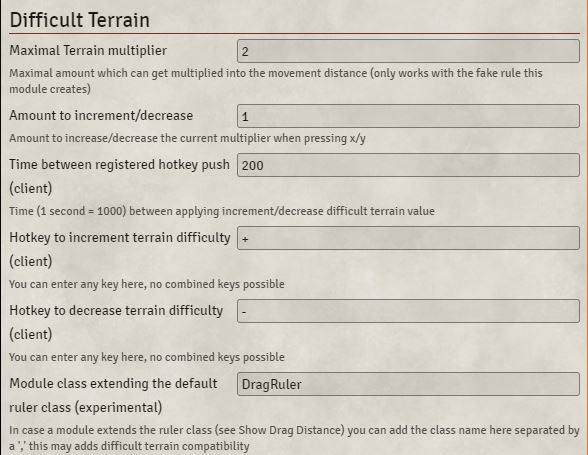 Difficult Terrain
Maximal Terrain multiplier
2
Maximal amount which can get multiplied into the movement distance (only works with the fake rule this
module creates)
Amount to increment/decrease
1
Amount to increase/decrease the current multiplier when pressing x/y
Time between registered hotkey push
(client)
200
Time (1 second = 1000) between applying increment/decrease difficult terrain value
Hotkey to increment terrain difficulty
(client)
+
You can enter any key here, no combined keys possible
Hotkey to decrease terrain difficulty
(client)
-
You can enter any key here, no combined keys possible
Module class extending the default
ruler class (experimental)
DragRuler
In case a module extends the ruler class (see Show Drag Distance) you can add the class name here separated by
a ',' this may adds difficult terrain compatibility